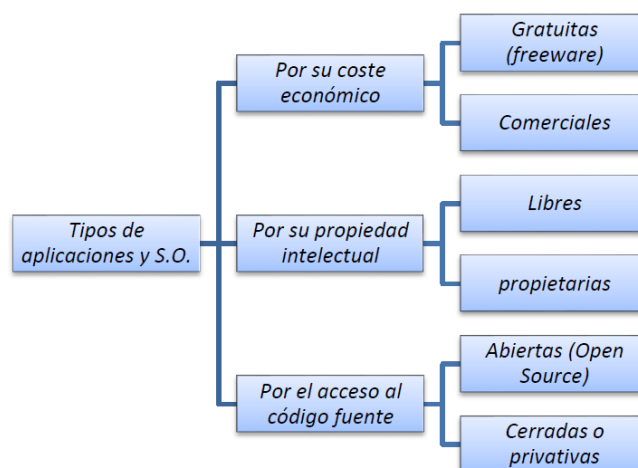 Tipos de
aplicaciones y S.O.
Por su coste
económico
Gratuitas
(freeware)
Comerciales
Por su propiedad
intelectual
Libres
propietarias
Por el acceso al
código fuente
Abiertas (Open
Source)
Cerradas o
privativas